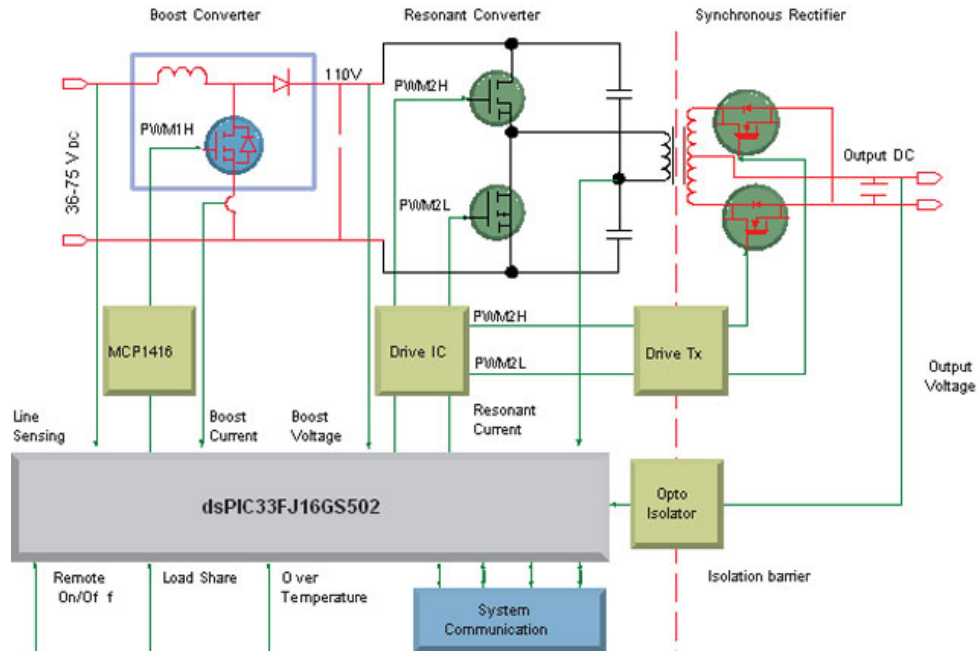 Boost Converter
Resonant Converter
Synchronous Rectifier
110V
PWM2H
PWM1H
36-75 V DC
Output DC
PWM2L
MCP1416
Drive IC
PWM2H
PWM2L
Drive Tx
Output
Voltage
Line
Sensing
Boost
Current
Boost
Voltage
Resonant
Current
dsPIC33FJ16GS502
Opto
Isolator
Remote
On/Of f
Load Share
O ver
Temperature
System
Communication
Isolation barrier